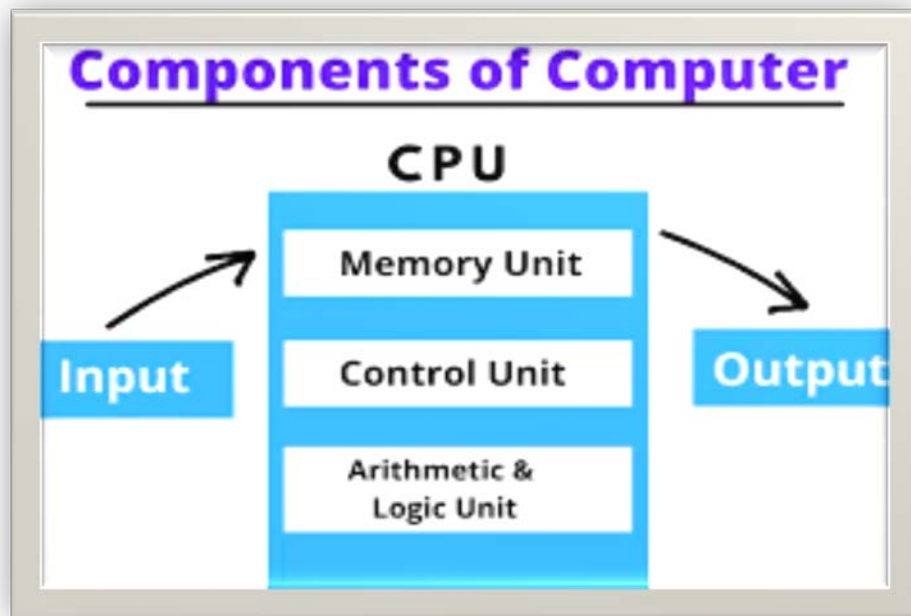 Components of Computer
CPU
Memory Unit
Input
Control Unit
Output
Arithmetic &
Logic Unit